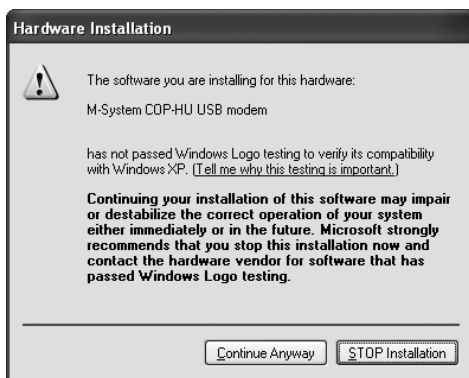 Hardware Installation
The software you are installing for this hardware:
M-System COP-HU USB modem
has not passed Windows Logo testing to verify its compatibility
with Windows XP. (Tell me why this testing is important.)
Continuing your installation of this software may impair
or destabilize the correct operation of your system
either immediately or in the future. Microsoft strongly
recommends that you stop this installation now and
contact the hardware vendor for software that has
passed Windows Logo testing.
Continue Anyway
STOP Installation